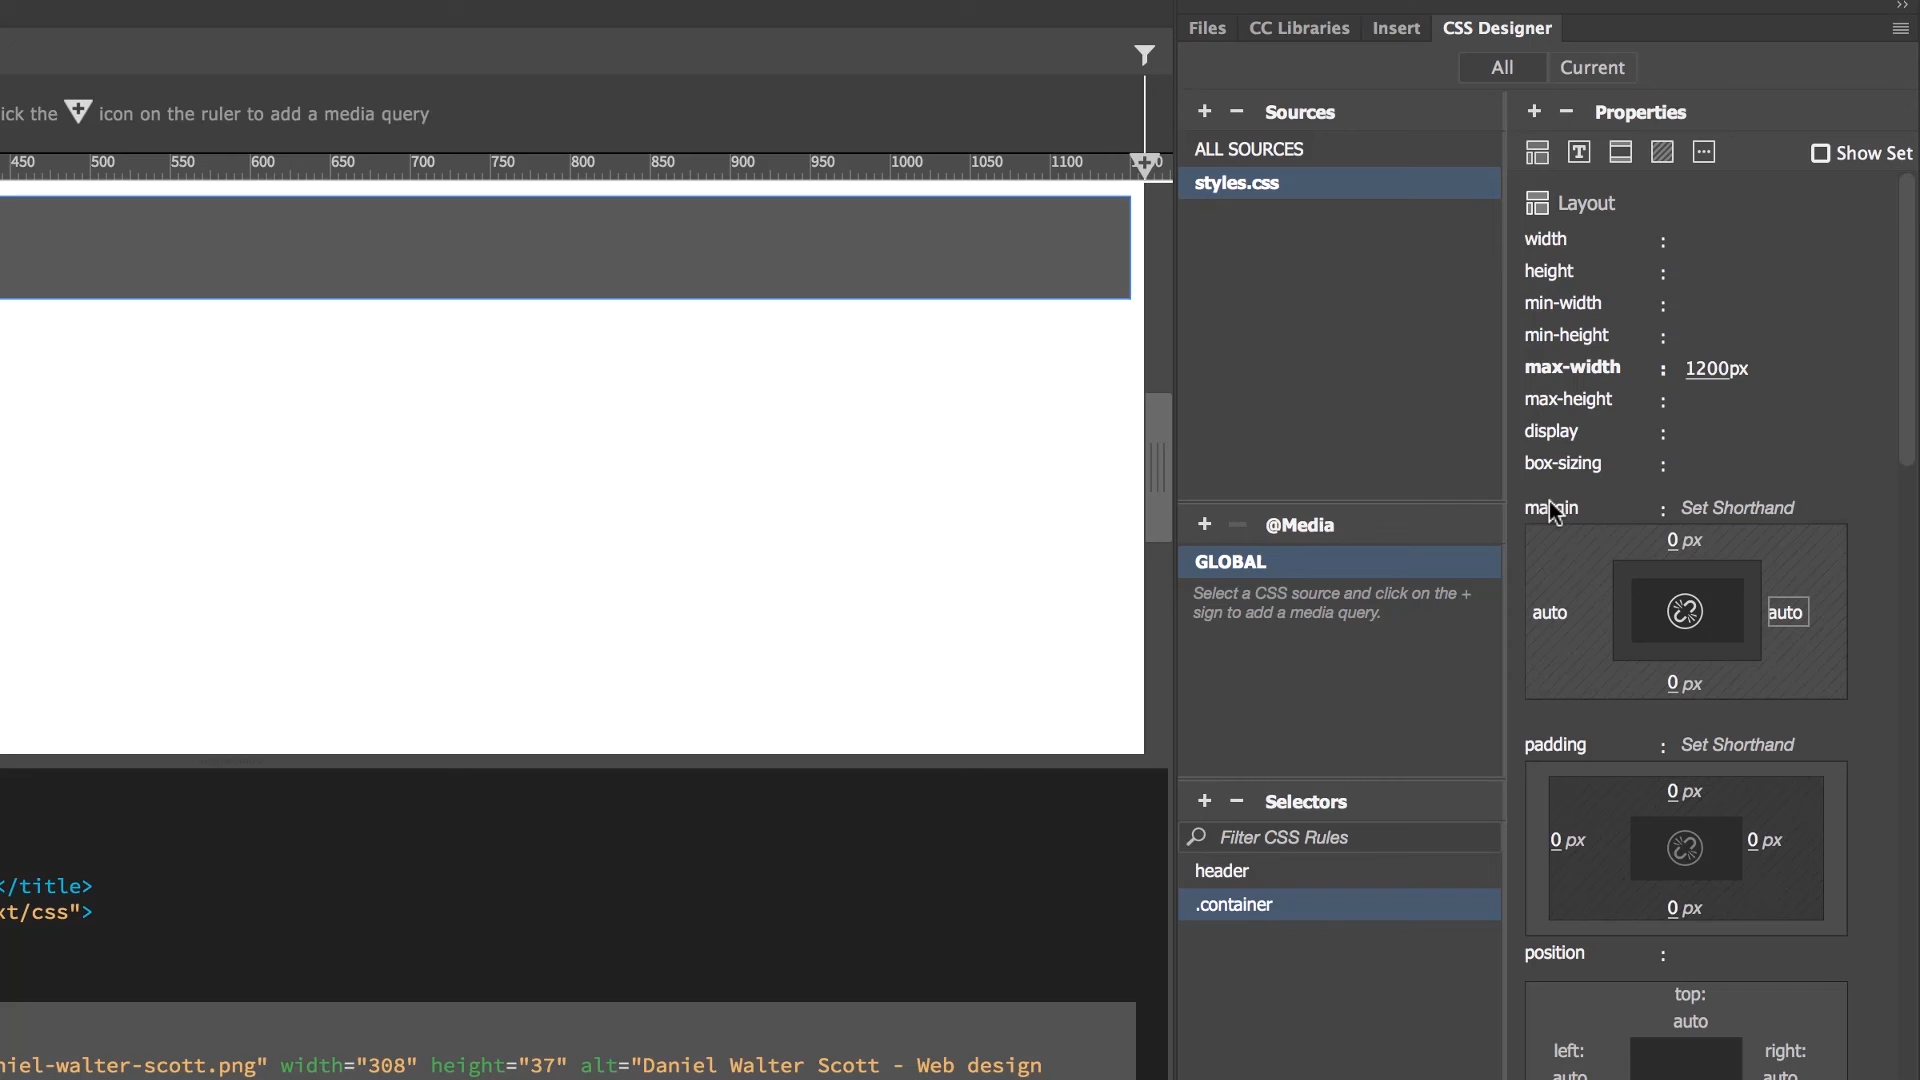 Files CC Libraries Insert CSS Designer
All Current
ick the icon on the ruler to add a media query
450 500 550 600 650 700 750 800 850 900 950 1000 1050 1100 0
+ − Sources
ALL SOURCES
styles.css
+ − @Media
GLOBAL
Select a CSS source and click on the +
sign to add a media query.
+ − Selectors
Filter CSS Rules
header
.container
+ − Properties
Show Set
Layout
width :
height :
min-width :
min-height :
max-width : 1200px
max-height :
display :
box-sizing :
margin : Set Shorthand
0 px
auto auto
0 px
padding : Set Shorthand
0 px
0 px 0 px
0 px
position :
top:
auto
left: right:
auto auto
</title>
xt/css">
niel-walter-scott.png" width="308" height="37" alt="Daniel Walter Scott - Web design